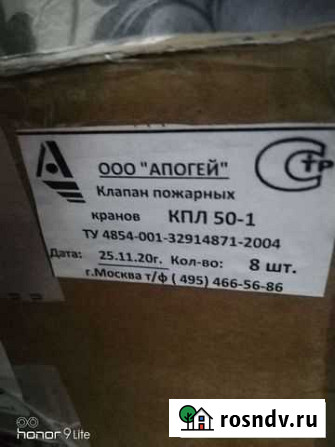 ООО "АПОГЕЙ"
СТР
Клапан пожарных
кранов КПЛ 50-1
ТУ 4854-001-32914871-2004
Дата: 25.11.20г. Кол-во: 8 шт.
г.Москва т/ф ( 495) 466-56-86
honor 9 Lite
rosndv.ru